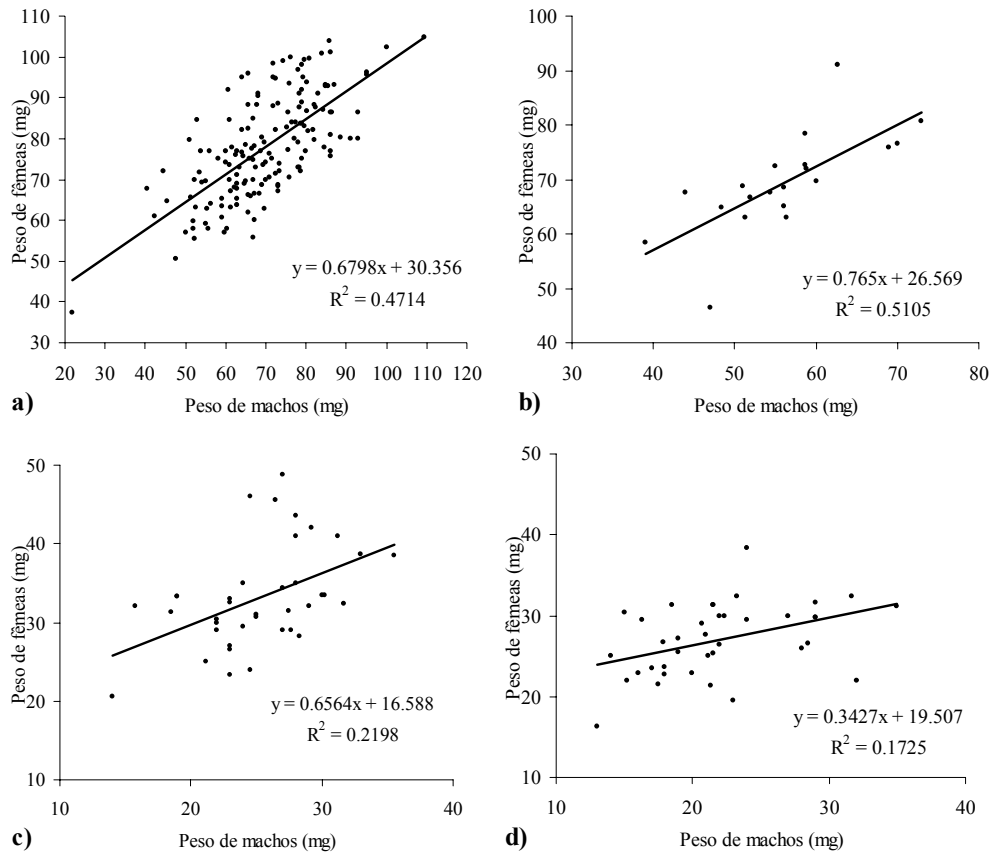 110
100
90
80
70
60
50
40
30
Peso de fêmeas (mg)
y = 0.6798x + 30.356
R² = 0.4714
20 30 40 50 60 70 80 90 100 110 120
a)
Peso de machos (mg)
100
90
80
70
60
50
40
Peso de fêmeas (mg)
y = 0.765x + 26.569
R² = 0.5105
30 40 50 60 70 80
b)
Peso de machos (mg)
50
40
30
20
10
Peso de fêmeas (mg)
y = 0.6564x + 16.588
R² = 0.2198
10 20 30 40
c)
Peso de machos (mg)
50
40
30
20
10
Peso de fêmeas (mg)
y = 0.3427x + 19.507
R² = 0.1725
10 20 30 40
d)
Peso de machos (mg)